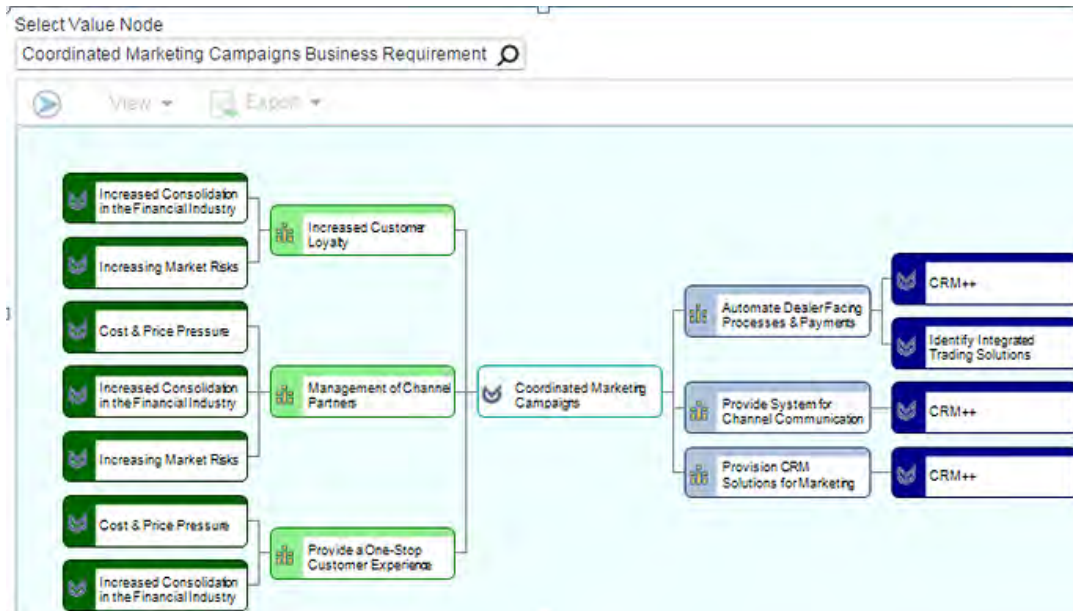 Select Value Node
Coordinated Marketing Campaigns Business Requirement
View
Export
Increased Consolidation
in the Financial Industry
Increasing Market Risks
Cost & Price Pressure
Increased Consolidation
in the Financial Industry
Increasing Market Risks
Cost & Price Pressure
Increased Consolidation
in the Financial Industry
Increased Customer
Loyalty
Management of Channel
Partners
Provide a One-Stop
Customer Experience
Coordinated Marketing
Campaigns
Automate Dealer Facing
Processes & Payments
Provide System for
Channel Communication
Provision CRM
Solutions for Marketing
CRM++
Identify Integrated
Trading Solutions
CRM++
CRM++